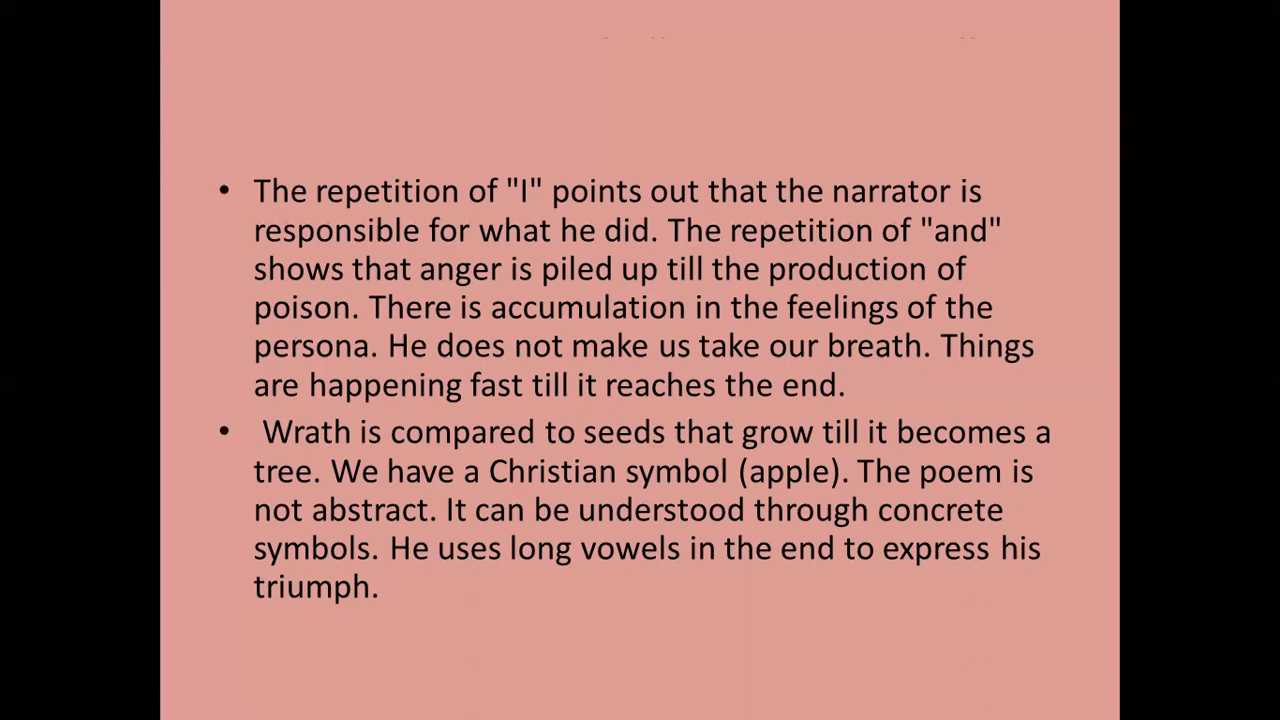 • The repetition of "I" points out that the narrator is
responsible for what he did. The repetition of "and"
shows that anger is piled up till the production of
poison. There is accumulation in the feelings of the
persona. He does not make us take our breath. Things
are happening fast till it reaches the end.
• Wrath is compared to seeds that grow till it becomes a
tree. We have a Christian symbol (apple). The poem is
not abstract. It can be understood through concrete
symbols. He uses long vowels in the end to express his
triumph.